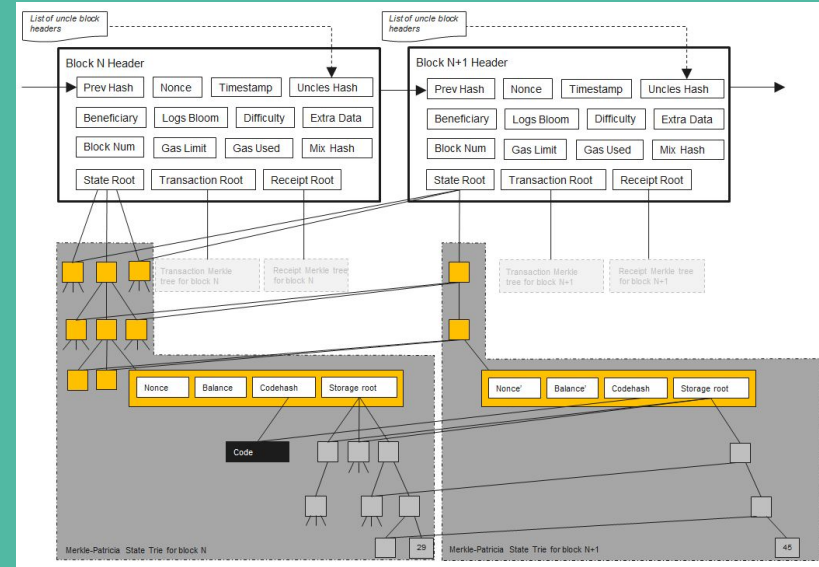 List of uncle block
headers
List of uncle block
headers
Block N Header
Prev Hash
Nonce
Timestamp
Uncles Hash
Beneficiary
Logs Bloom
Difficulty
Extra Data
Block Num
Gas Limit
Gas Used
Mix Hash
State Root
Transaction Root
Receipt Root
Block N+1 Header
Prev Hash
Nonce
Timestamp
Uncles Hash
Beneficiary
Logs Bloom
Difficulty
Extra Data
Block Num
Gas Limit
Gas Used
Mix Hash
State Root
Transaction Root
Receipt Root
Transaction Merkle
tree for block N
Receipt Merkle tree
for block N
Transaction Merkle
tree for block N+1
Receipt Merkle tree
for block N+1
Nonce
Balance
Codehash
Storage root
Nonce'
Balance'
Codehash
Storage root
Code
29
45
Merkle-Patricia State Trie for block N
Merkle-Patricia State Trie for block N+1